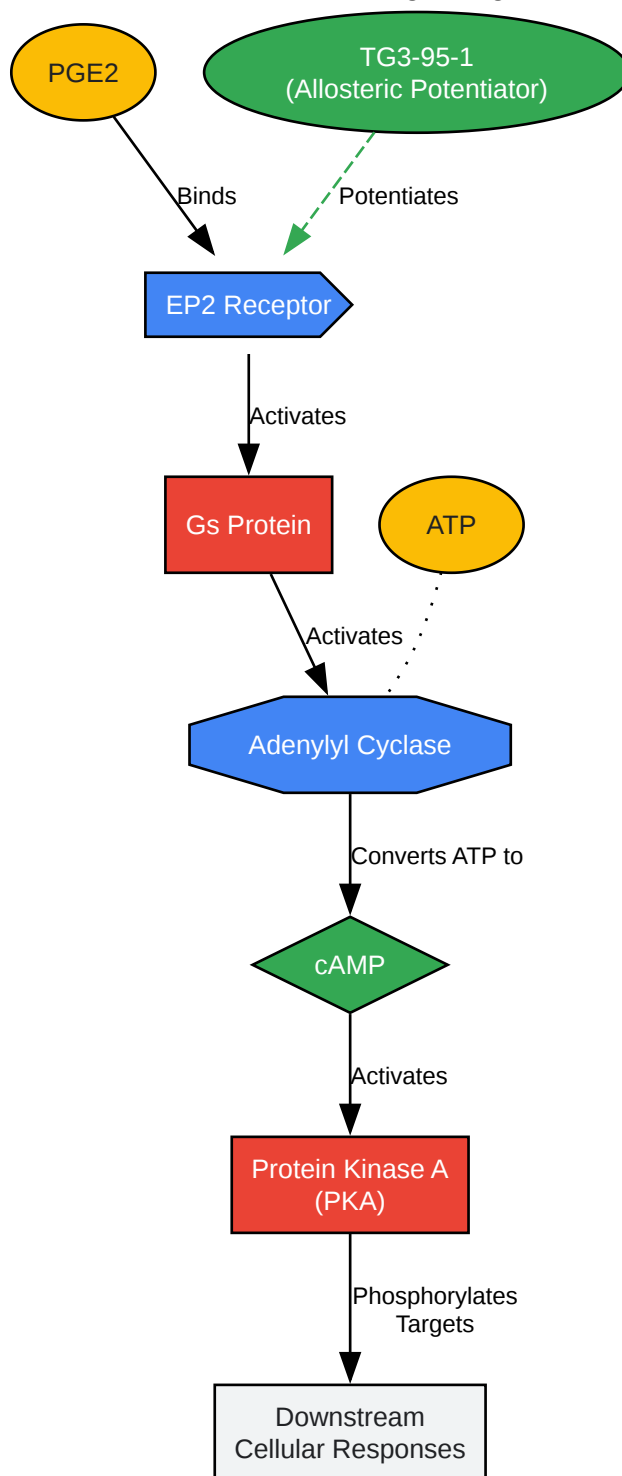 PGE2
TG3-95-1
(Allosteric Potentiator)
Binds
Potentiates
EP2 Receptor
Activates
Gs Protein
ATP
Activates
Adenylyl Cyclase
Converts ATP to
cAMP
Activates
Protein Kinase A
(PKA)
Phosphorylates
Targets
Downstream
Cellular Responses